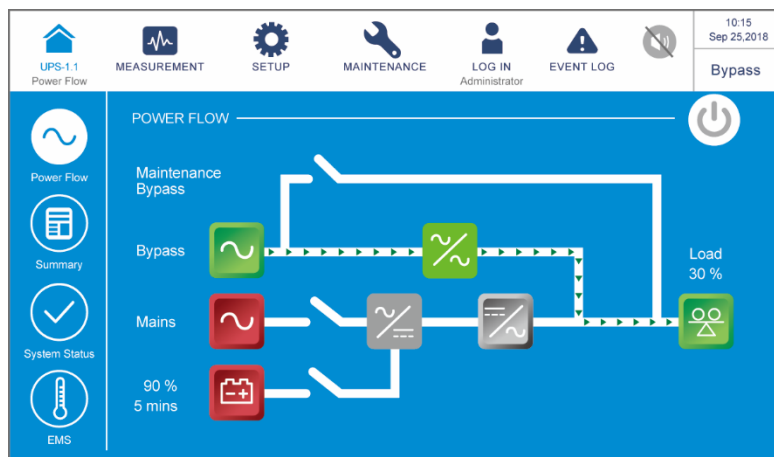 UPS-1.1
Power Flow
MEASUREMENT
SETUP
MAINTENANCE
LOG IN
Administrator
EVENT LOG
10:15
Sep 25,2018
Bypass
POWER FLOW
Power Flow
Summary
System Status
EMS
Maintenance
Bypass
Bypass
Mains
90 %
5 mins
Load
30 %